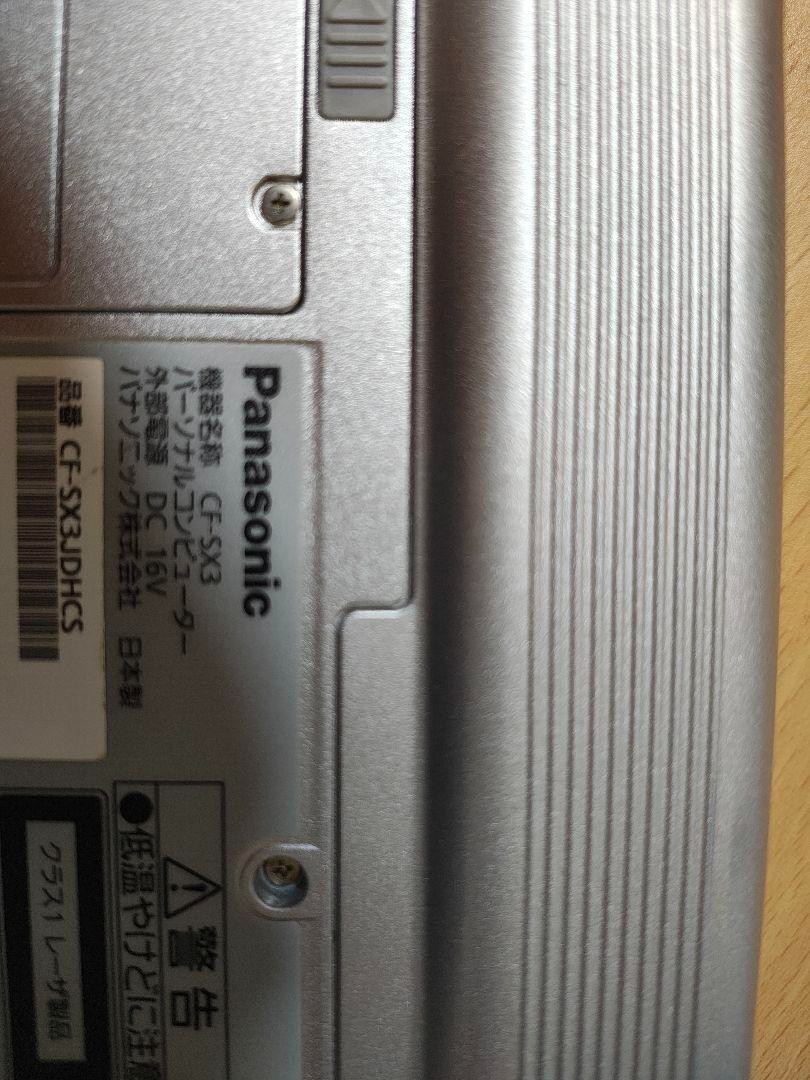 Panasonic
機器名称 CF-SX3
パーソナルコンピューター
外部電源 DC 16V
パナソニック株式会社 日本製
品番 CF-SX3JDHCS
警告
●低温やけどに注意
クラス1 レーザ製品